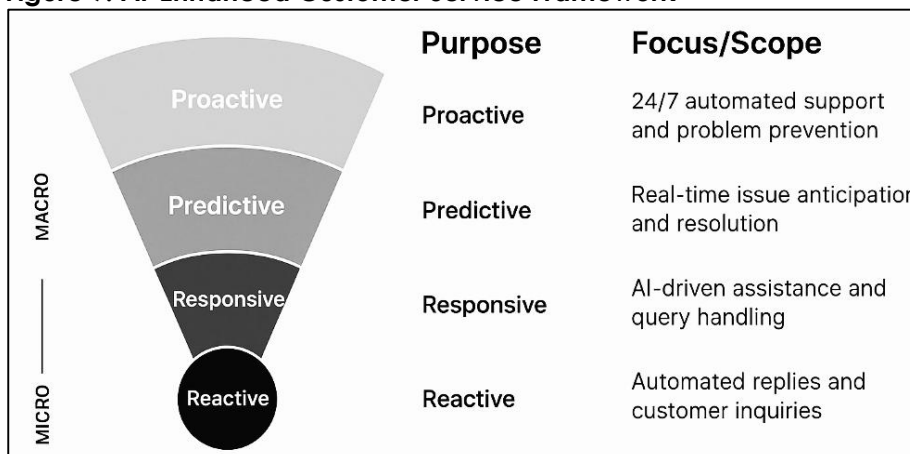 Purpose Focus/Scope
Proactive
Proactive
24/7 automated support
and problem prevention
MACRO
Predictive
Predictive
Real-time issue anticipation
and resolution
Responsive
Responsive
AI-driven assistance and
query handling
MICRO
Reactive
Reactive
Automated replies and
customer inquiries